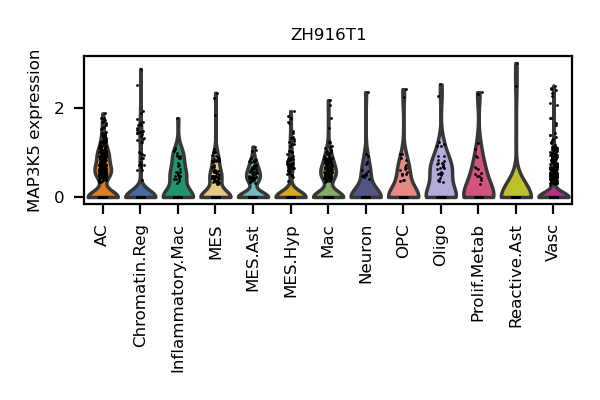 ZH916T1
MAP3K5 expression
2
0
AC
Chromatin.Reg
Inflammatory.Mac
MES
MES.Ast
MES.Hyp
Mac
Neuron
OPC
Oligo
Prolif.Metab
Reactive.Ast
Vasc